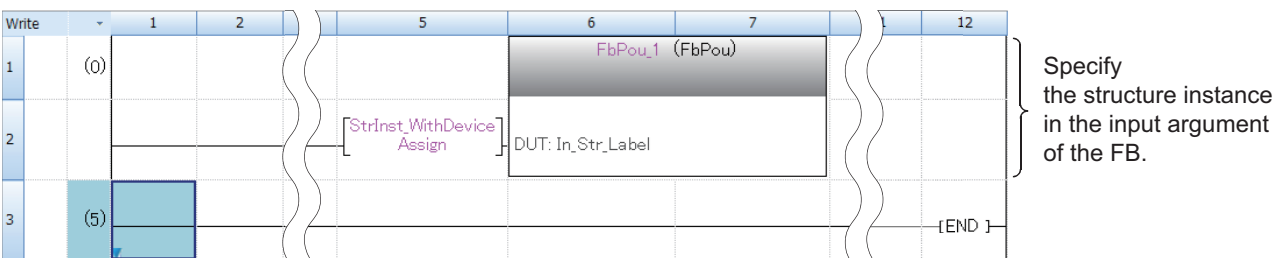 Write 1 2 5 6 7 12
1 (0) FbPou_1 (FbPou)
2 StrInst_WithDevice
Assign DUT: In_Str_Label
3 (5) [END]
Specify
the structure instance
in the input argument
of the FB.